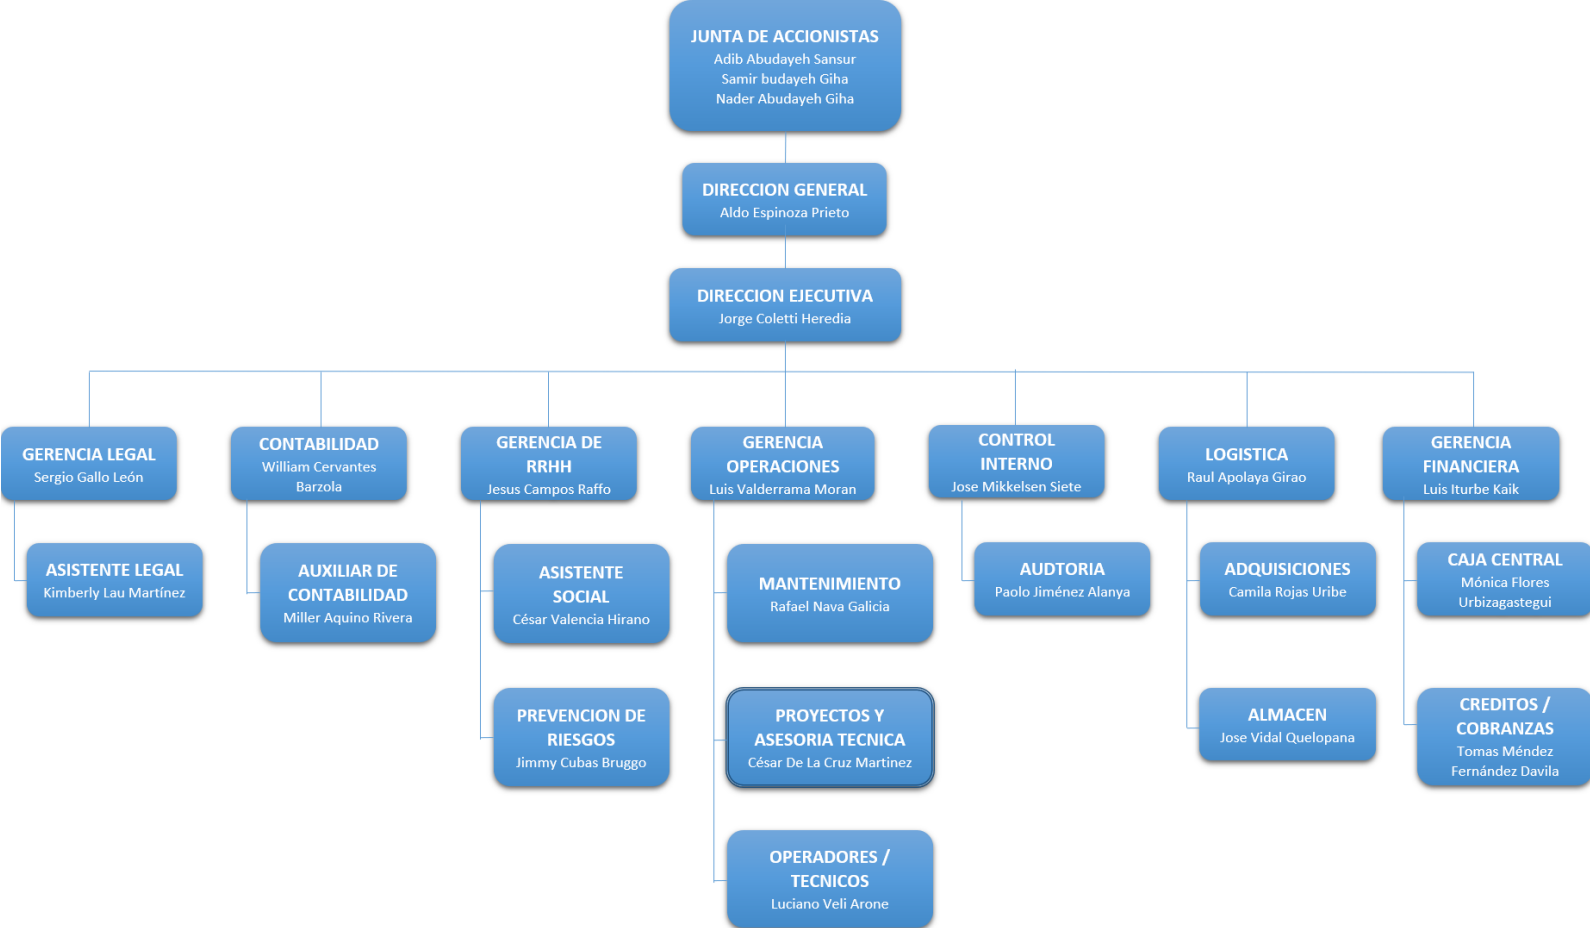 JUNTA DE ACCIONISTAS
Adib Abudayeh Sansur
Samir budayeh Giha
Nader Abudayeh Giha
DIRECCION GENERAL
Aldo Espinoza Prieto
DIRECCION EJECUTIVA
Jorge Coletti Heredia
GERENCIA LEGAL
Sergio Gallo León
CONTABILIDAD
William Cervantes
Barzola
GERENCIA DE
RRHH
Jesus Campos Raffo
GERENCIA
OPERACIONES
Luis Valderrama Moran
CONTROL
INTERNO
Jose Mikkelsen Siete
LOGISTICA
Raul Apolaya Girao
GERENCIA
FINANCIERA
Luis Iturbe Kaik
ASISTENTE LEGAL
Kimberly Lau Martínez
AUXILIAR DE
CONTABILIDAD
Miller Aquino Rivera
ASISTENTE
SOCIAL
César Valencia Hirano
MANTENIMIENTO
Rafael Nava Galicia
AUDTORIA
Paolo Jiménez Alanya
ADQUISICIONES
Camila Rojas Uribe
CAJA CENTRAL
Mónica Flores
Urbizagastegui
PREVENCION DE
RIESGOS
Jimmy Cubas Bruggo
PROYECTOS Y
ASESORIA TECNICA
César De La Cruz Martinez
ALMACEN
Jose Vidal Quelopana
CREDITOS /
COBRANZAS
Tomas Méndez
Fernández Davila
OPERADORES /
TECNICOS
Luciano Veli Arone